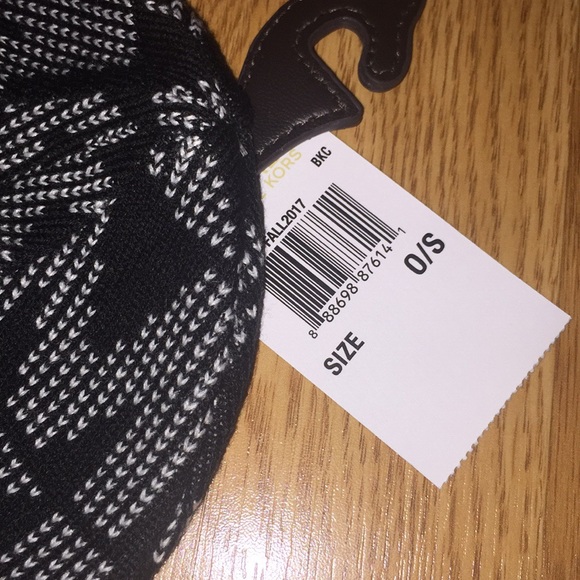 KORS
FALL2017 BKC
8 88698 87614 1
SIZE O/S